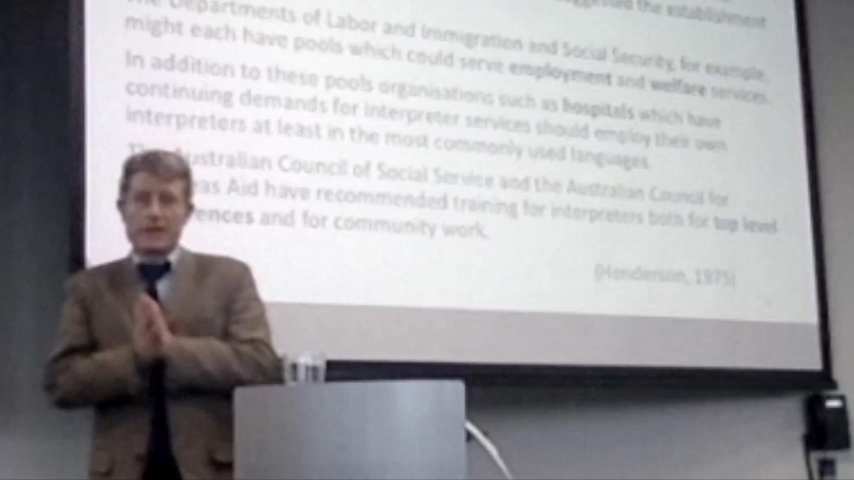 suggested the establishment
The Departments of Labor and Immigration and Social Security, for example,
might each have pools which could serve employment and welfare services.
In addition to these pools organisations such as hospitals which have
continuing demands for interpreter services should employ their own
interpreters at least in the most commonly used languages.
Australian Council of Social Service and the Australian Council for
Aid have recommended training for interpreters both for top level
and for community work.
(Henderson, 1975)